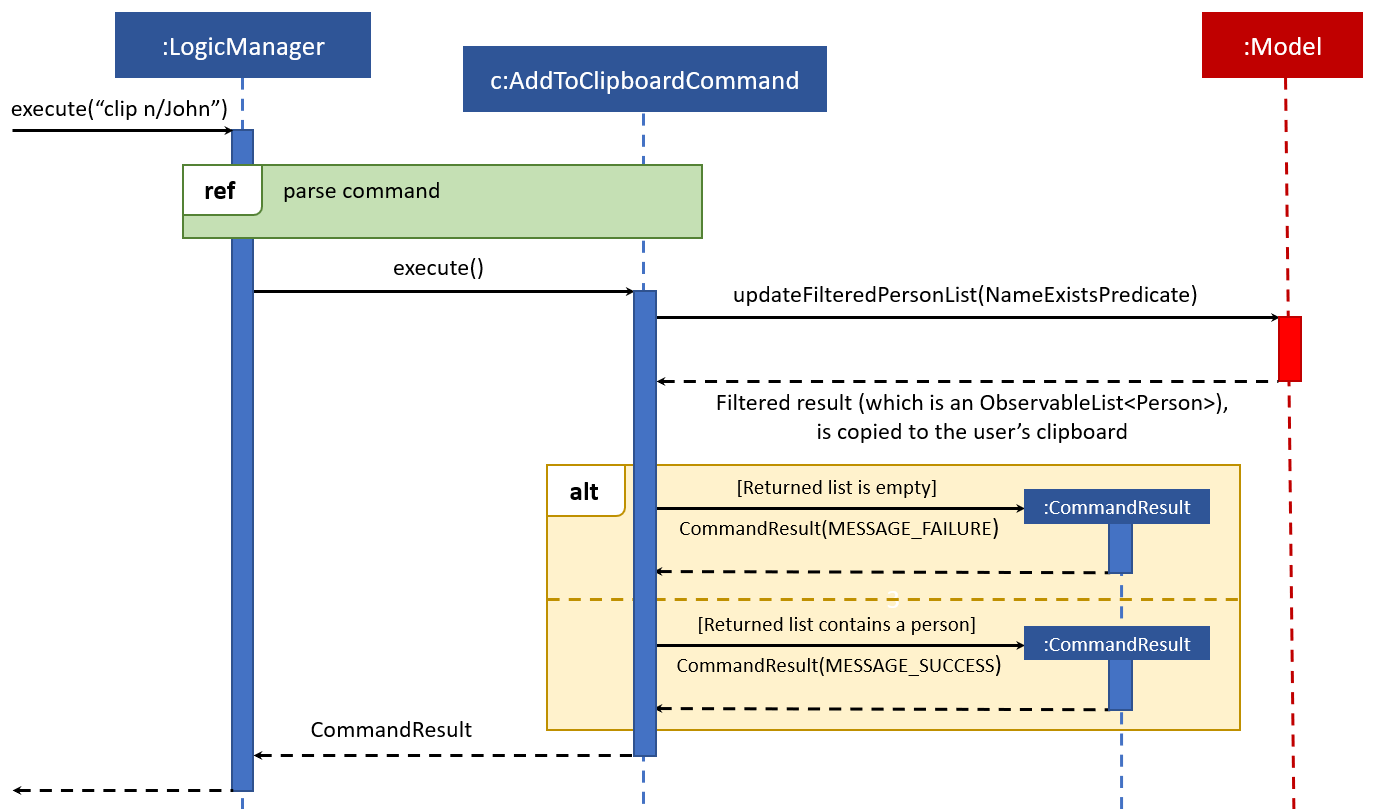 :LogicManager
:Model
c:AddToClipboardCommand
execute(“clip n/John”)
ref
parse command
execute()
updateFilteredPersonList(NameExistsPredicate)
Filtered result (which is an ObservableList<Person>),
is copied to the user’s clipboard
alt
[Returned list is empty]
:CommandResult
CommandResult(MESSAGE_FAILURE)
[Returned list contains a person]
:CommandResult
CommandResult(MESSAGE_SUCCESS)
CommandResult